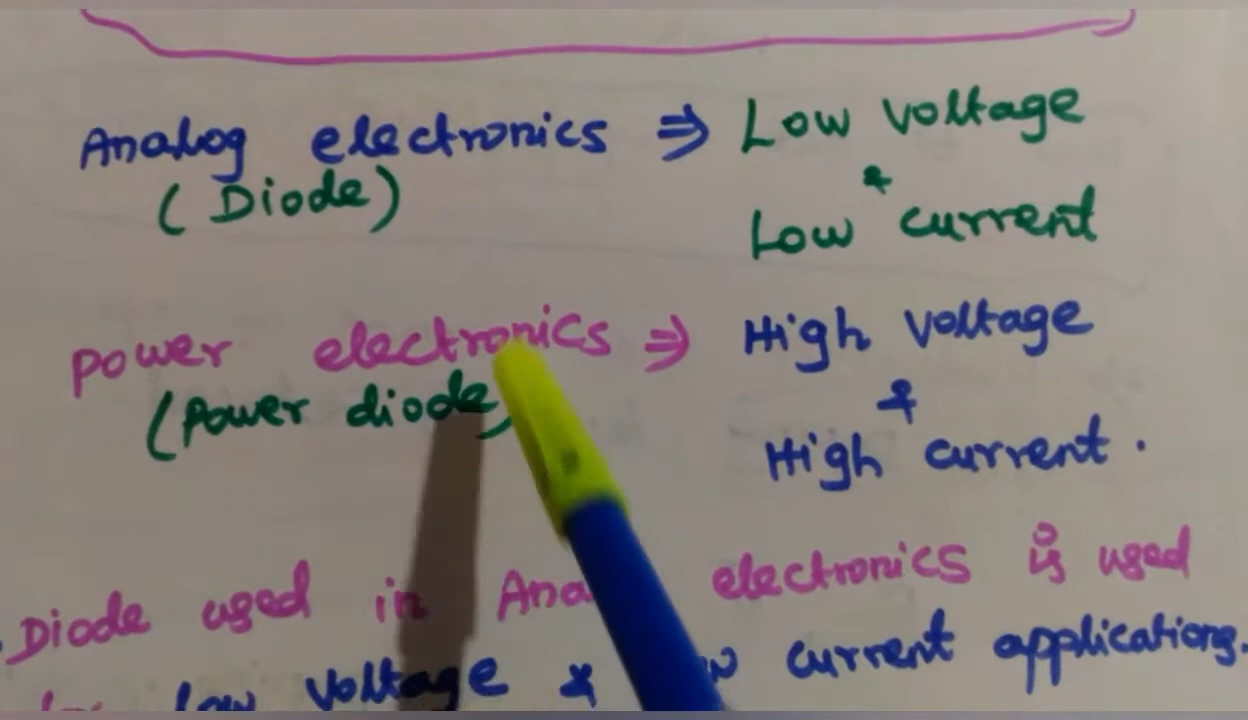 Analog electronics ⇒ Low voltage
(Diode) &
Low current
Power electronics ⇒ High voltage
(Power diode) &
High current.
Diode used in electronics is used
low voltage & current applications.